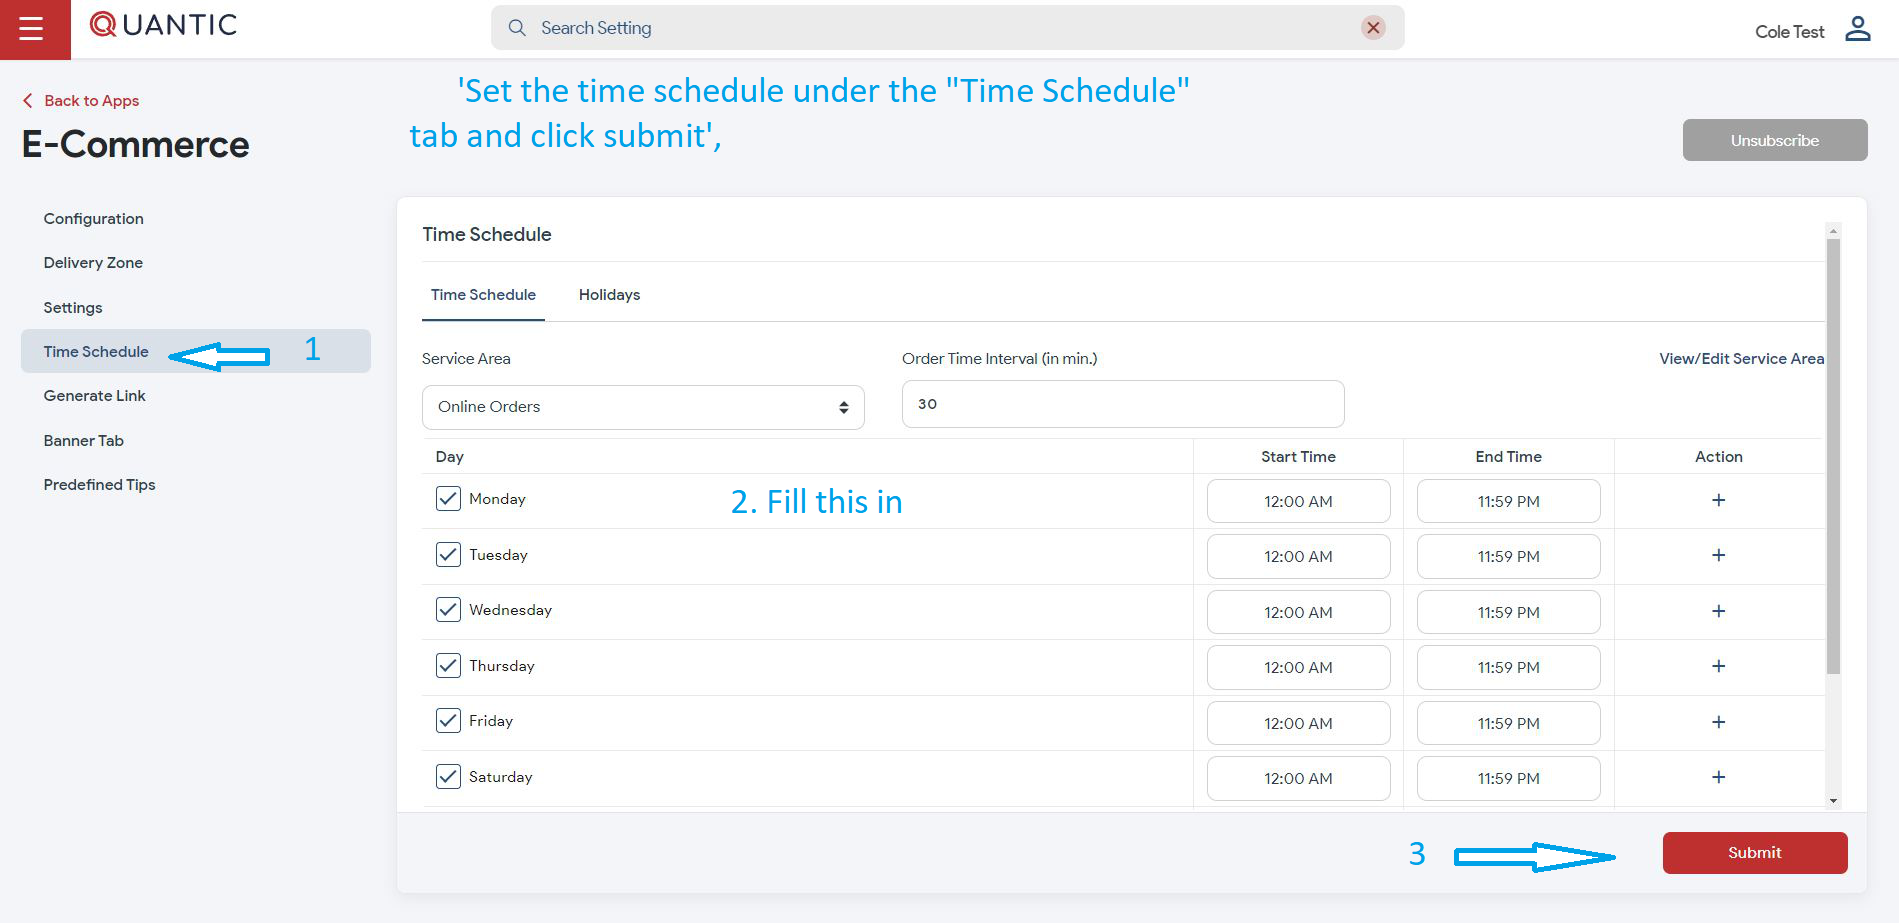 QUANTIC
Search Setting
Cole Test
'Set the time schedule under the "Time Schedule"
tab and click submit',
Back to Apps
E-Commerce
Unsubscribe
Configuration
Delivery Zone
Settings
Time Schedule
1
Generate Link
Banner Tab
Predefined Tips
Time Schedule
Time Schedule Holidays
Service Area Order Time Interval (in min.) View/Edit Service Area
Online Orders 30
Day Start Time End Time Action
Monday 2. Fill this in 12:00 AM 11:59 PM +
Tuesday 12:00 AM 11:59 PM +
Wednesday 12:00 AM 11:59 PM +
Thursday 12:00 AM 11:59 PM +
Friday 12:00 AM 11:59 PM +
Saturday 12:00 AM 11:59 PM +
3 Submit